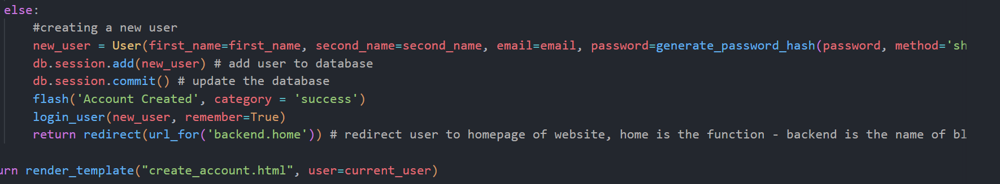 else:
#creating a new user
new_user = User(first_name=first_name, second_name=second_name, email=email, password=generate_password_hash(password, method='sh
db.session.add(new_user) # add user to database
db.session.commit() # update the database
flash('Account Created', category = 'success')
login_user(new_user, remember=True)
return redirect(url_for('backend.home')) # redirect user to homepage of website, home is the function - backend is the name of bl
urn render_template("create_account.html", user=current_user)